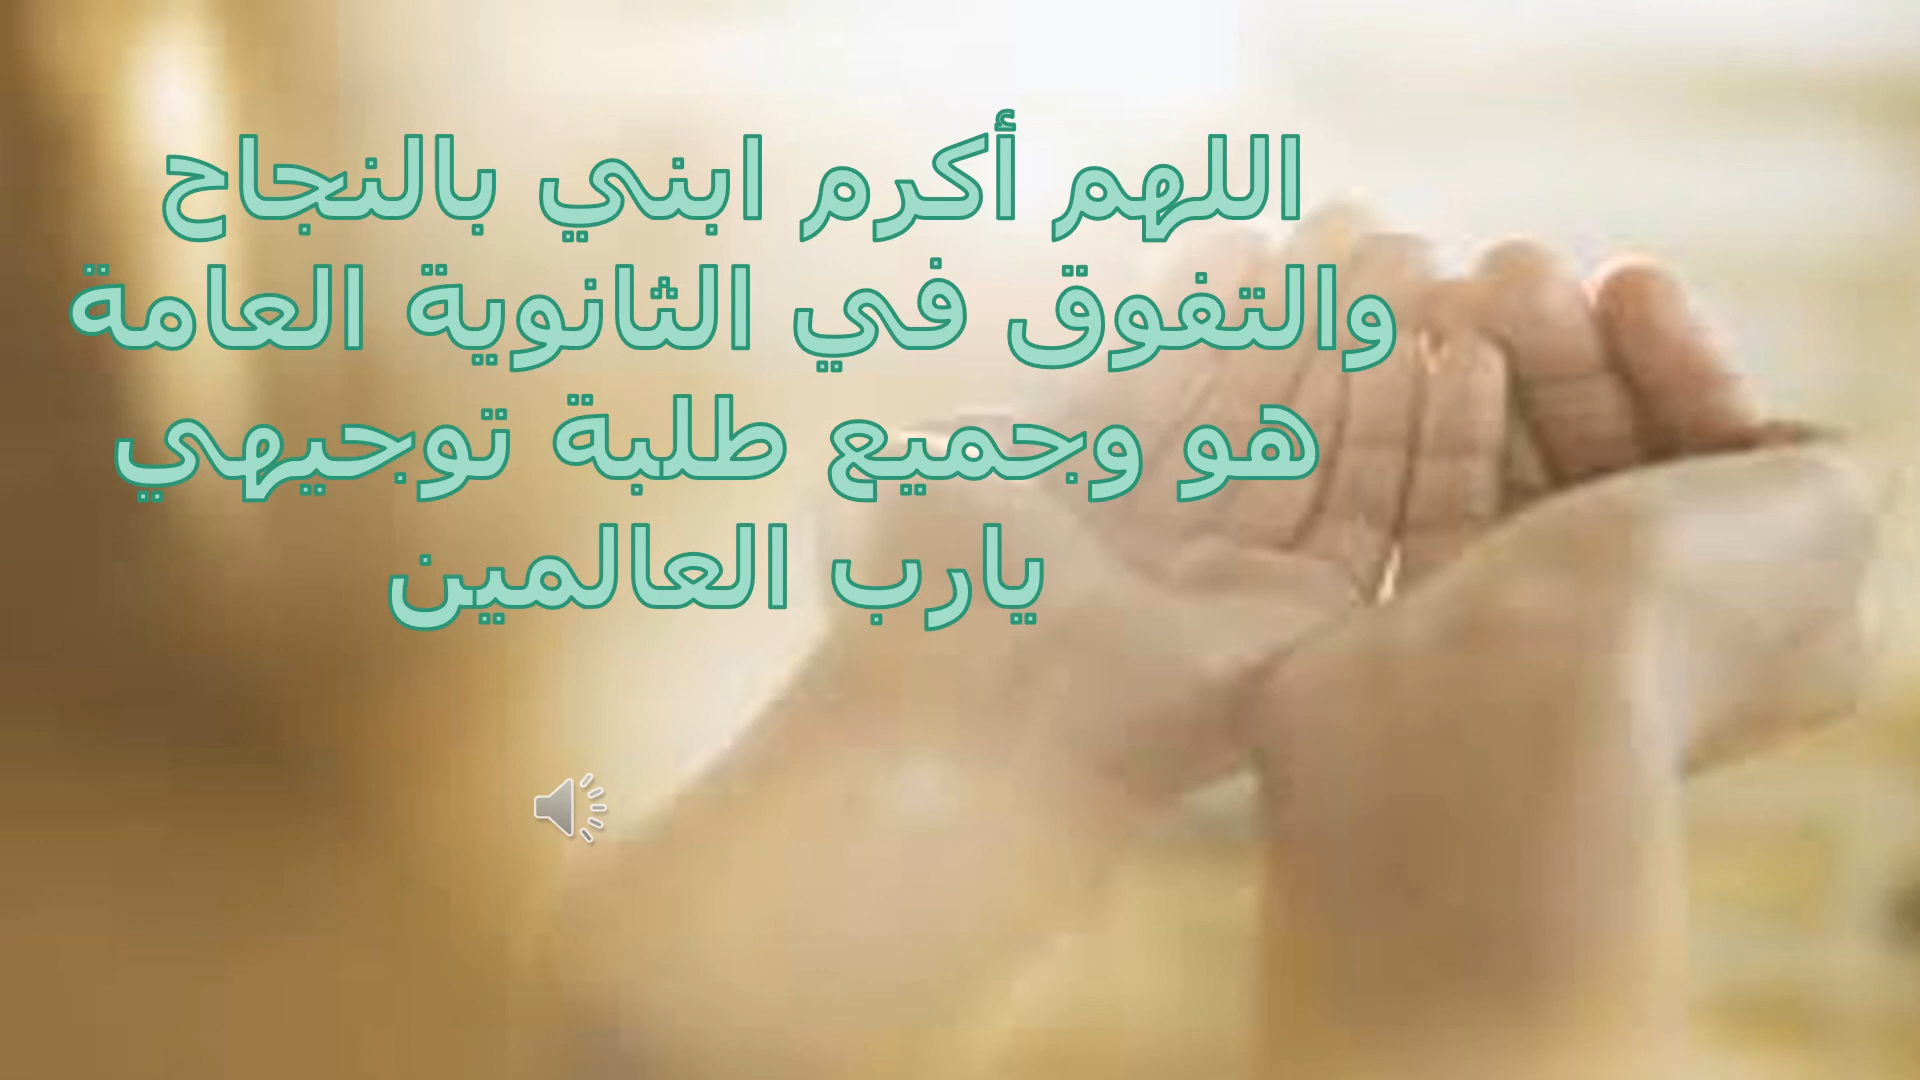 اللهم أكرم ابني بالنجاح
والتفوق في الثانوية العامة
هو وجميع طلبة توجيهي
يارب العالمين